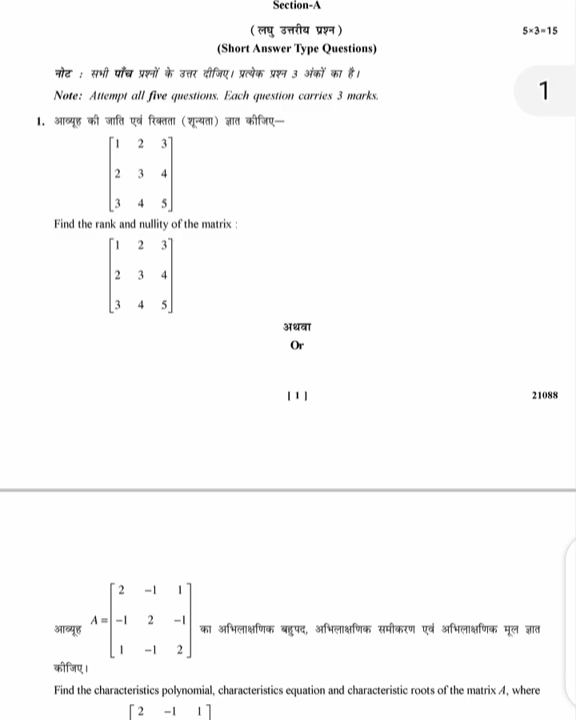 Section-A
(लघु उत्तरीय प्रश्न)
5×3=15
(Short Answer Type Questions)
नोट : सभी पाँच प्रश्नों के उत्तर दीजिए। प्रत्येक प्रश्न 3 अंकों का है।
Note: Attempt all five questions. Each question carries 3 marks.
1
1. आव्यूह की जाति एवं रिक्तता (शून्यता) ज्ञात कीजिए—
1 2 3
2 3 4
3 4 5
Find the rank and nullity of the matrix :
1 2 3
2 3 4
3 4 5
अथवा
Or
[ 1 ]
21088
2 -1 1
आव्यूह A = -1 2 -1 का अभिलाक्षणिक बहुपद, अभिलाक्षणिक समीकरण एवं अभिलाक्षणिक मूल ज्ञात
1 -1 2
कीजिए।
Find the characteristics polynomial, characteristics equation and characteristic roots of the matrix A, where
2 -1 1